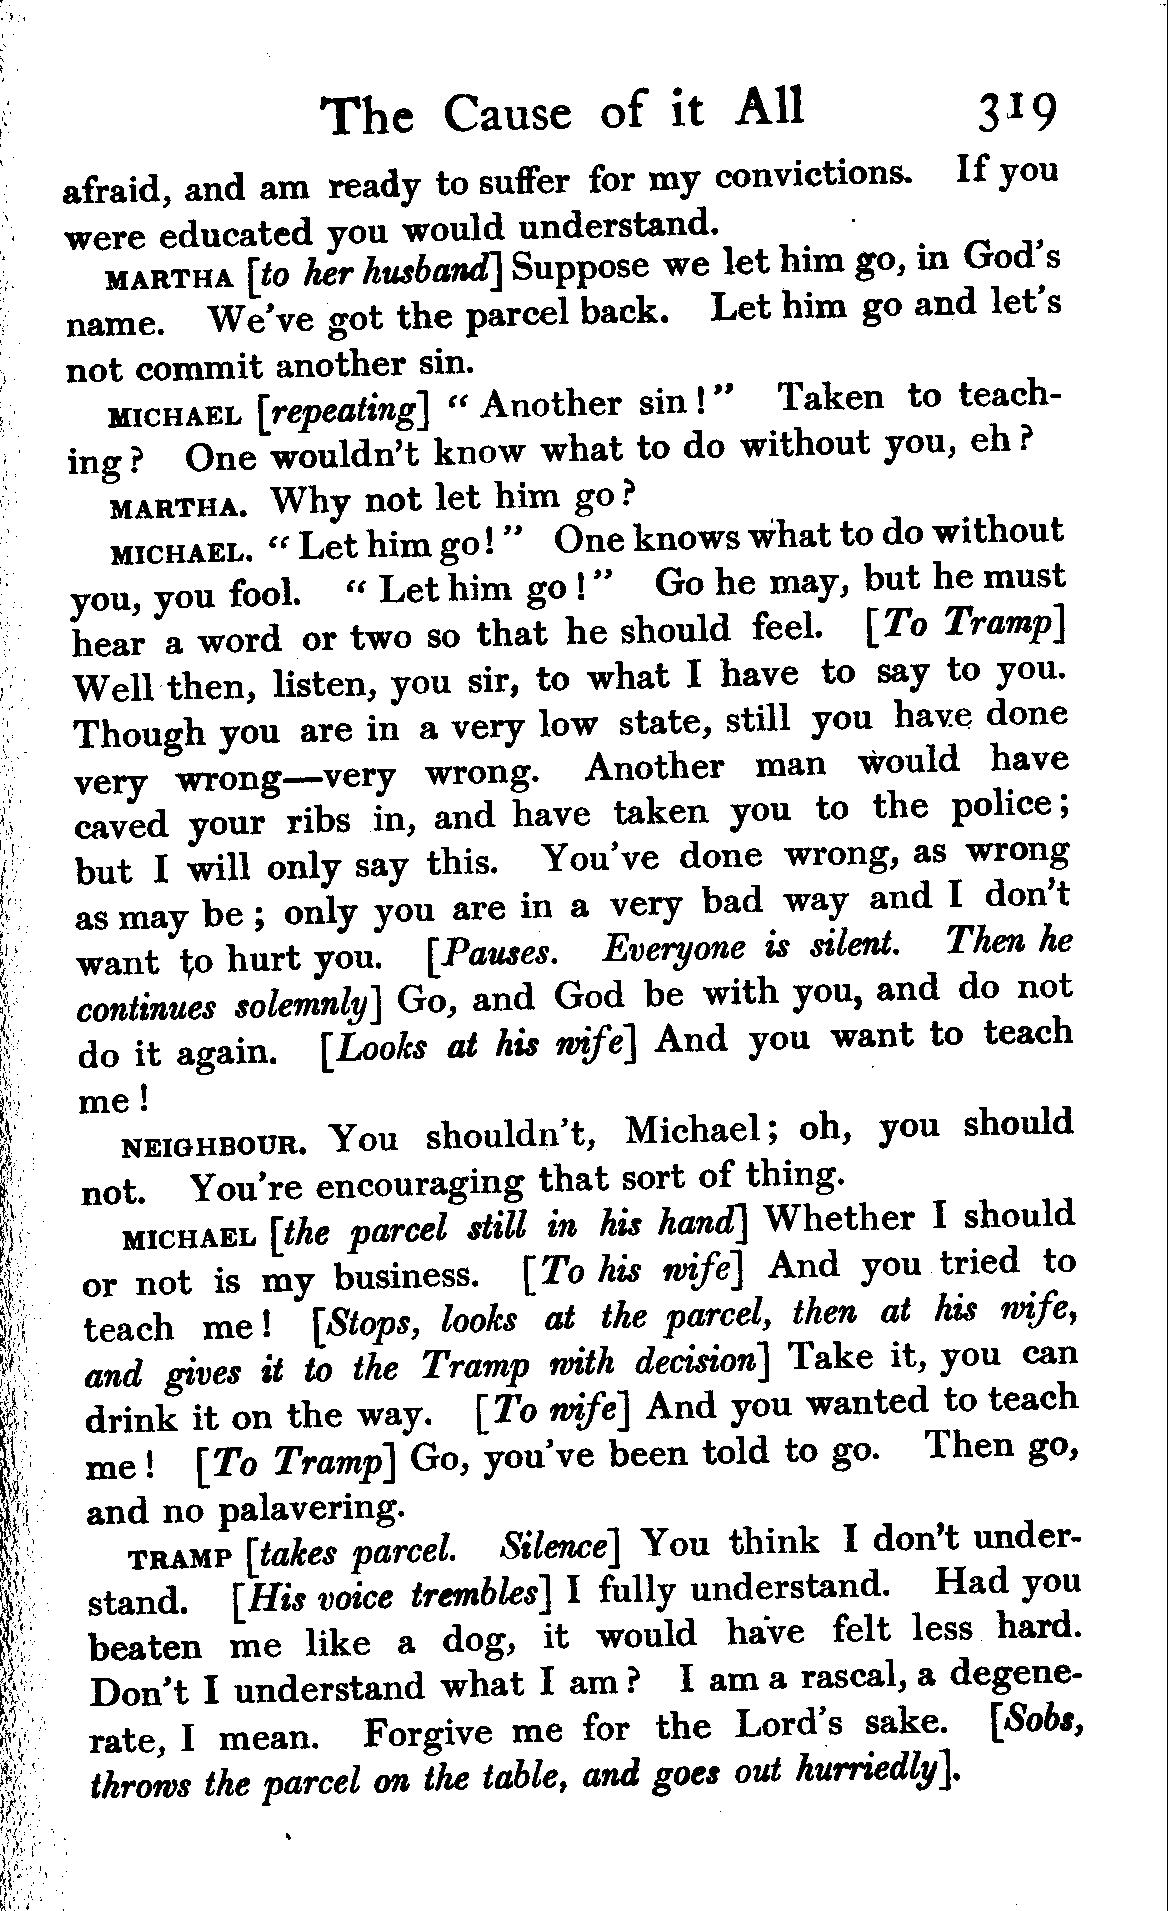 The Cause of it All 319
afraid, and am ready to suffer for my convictions. If you
were educated you would understand.
MARTHA [to her husband] Suppose we let him go, in God's
name. We've got the parcel back. Let him go and let's
not commit another sin.
MICHAEL [repeating] “ Another sin ! ” Taken to teach-
ing ? One wouldn't know what to do without you, eh ?
MARTHA. Why not let him go ?
MICHAEL. “ Let him go ! ” One knows what to do without
you, you fool. “ Let him go ! ” Go he may, but he must
hear a word or two so that he should feel. [To Tramp]
Well then, listen, you sir, to what I have to say to you.
Though you are in a very low state, still you have done
very wrong—very wrong. Another man would have
caved your ribs in, and have taken you to the police ;
but I will only say this. You've done wrong, as wrong
as may be ; only you are in a very bad way and I don't
want to hurt you. [Pauses. Everyone is silent. Then he
continues solemnly] Go, and God be with you, and do not
do it again. [Looks at his wife] And you want to teach
me !
NEIGHBOUR. You shouldn't, Michael ; oh, you should
not. You're encouraging that sort of thing.
MICHAEL [the parcel still in his hand] Whether I should
or not is my business. [To his wife] And you tried to
teach me ! [Stops, looks at the parcel, then at his wife,
and gives it to the Tramp with decision] Take it, you can
drink it on the way. [To wife] And you wanted to teach
me ! [To Tramp] Go, you've been told to go. Then go,
and no palavering.
TRAMP [takes parcel. Silence] You think I don't under-
stand. [His voice trembles] I fully understand. Had you
beaten me like a dog, it would have felt less hard.
Don't I understand what I am ? I am a rascal, a degene-
rate, I mean. Forgive me for the Lord's sake. [Sobs,
throws the parcel on the table, and goes out hurriedly].